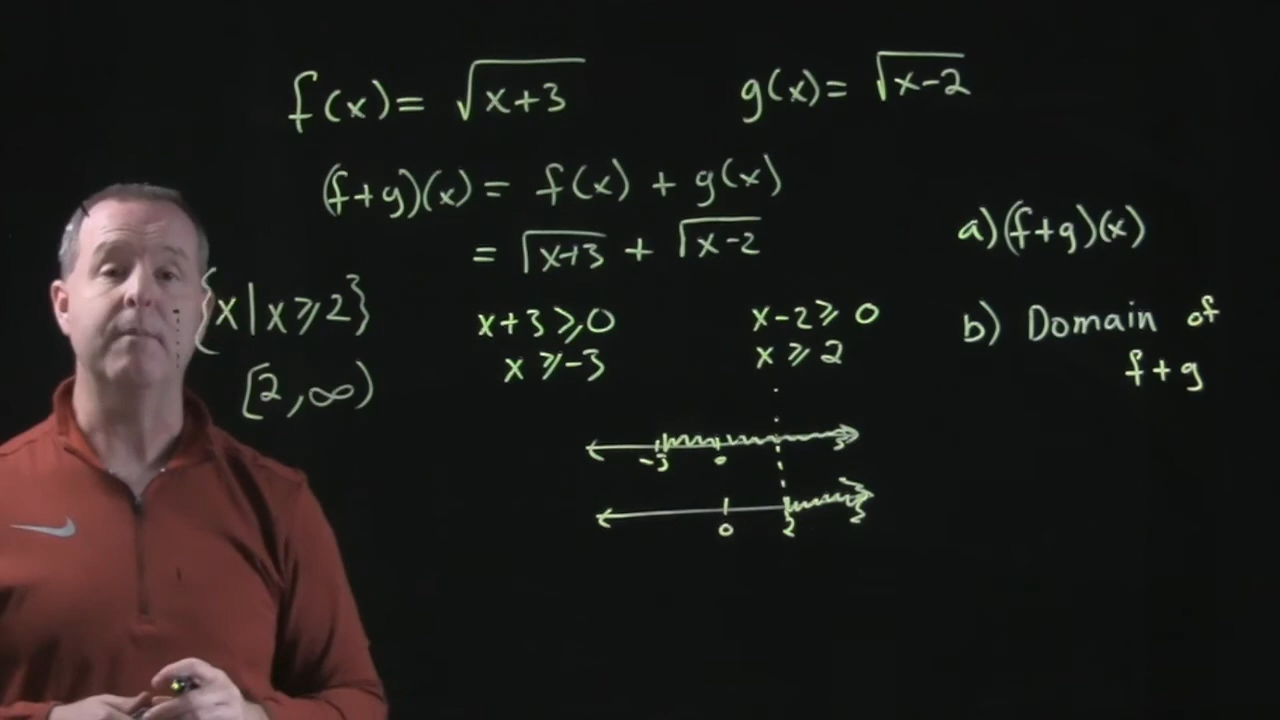 f(x) = √x+3 g(x) = √x-2
(f+g)(x) = f(x) + g(x)
= √x+3 + √x-2
a) (f+g)(x)
{x | x ≥ 2}
x+3 ≥ 0 x-2 ≥ 0
b) Domain of
f+g
[2, ∞)
x ≥ -3 x ≥ 2
-3 0
0 2